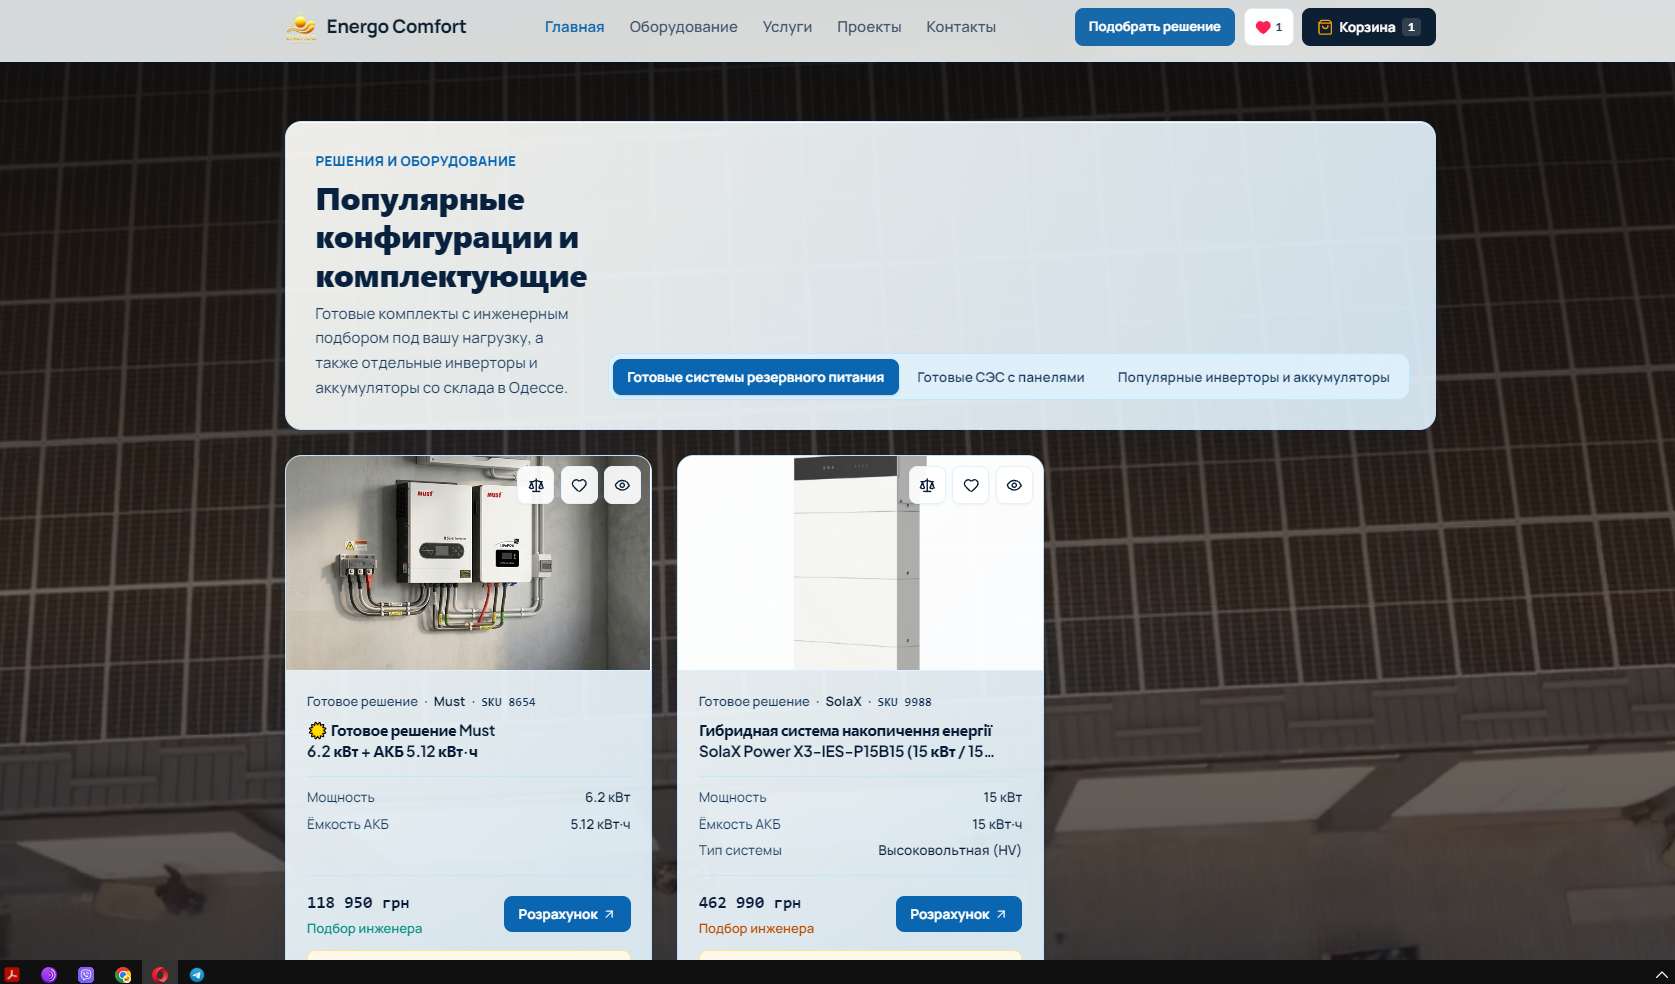 Energo Comfort
Главная
Оборудование
Услуги
Проекты
Контакты
Подобрать решение
1
Корзина 1
РЕШЕНИЯ И ОБОРУДОВАНИЕ
Популярные
конфигурации и
комплектующие
Готовые комплекты с инженерным
подбором под вашу нагрузку, а
также отдельные инверторы и
аккумуляторы со склада в Одессе.
Готовые системы резервного питания
Готовые СЭС с панелями
Популярные инверторы и аккумуляторы
must
must
Готовое решение · Must · SKU 8654
Готовое решение Must
6.2 кВт + АКБ 5.12 кВт·ч
Мощность 6.2 кВт
Ёмкость АКБ 5.12 кВт·ч
118 950 грн
Подбор инженера
Розрахунок
Готовое решение · SolaX · SKU 9988
Гибридная система накопичення енергії
SolaX Power X3-IES-P15B15 (15 кВт / 15…
Мощность 15 кВт
Ёмкость АКБ 15 кВт·ч
Тип системы Высоковольтная (HV)
462 990 грн
Подбор инженера
Розрахунок